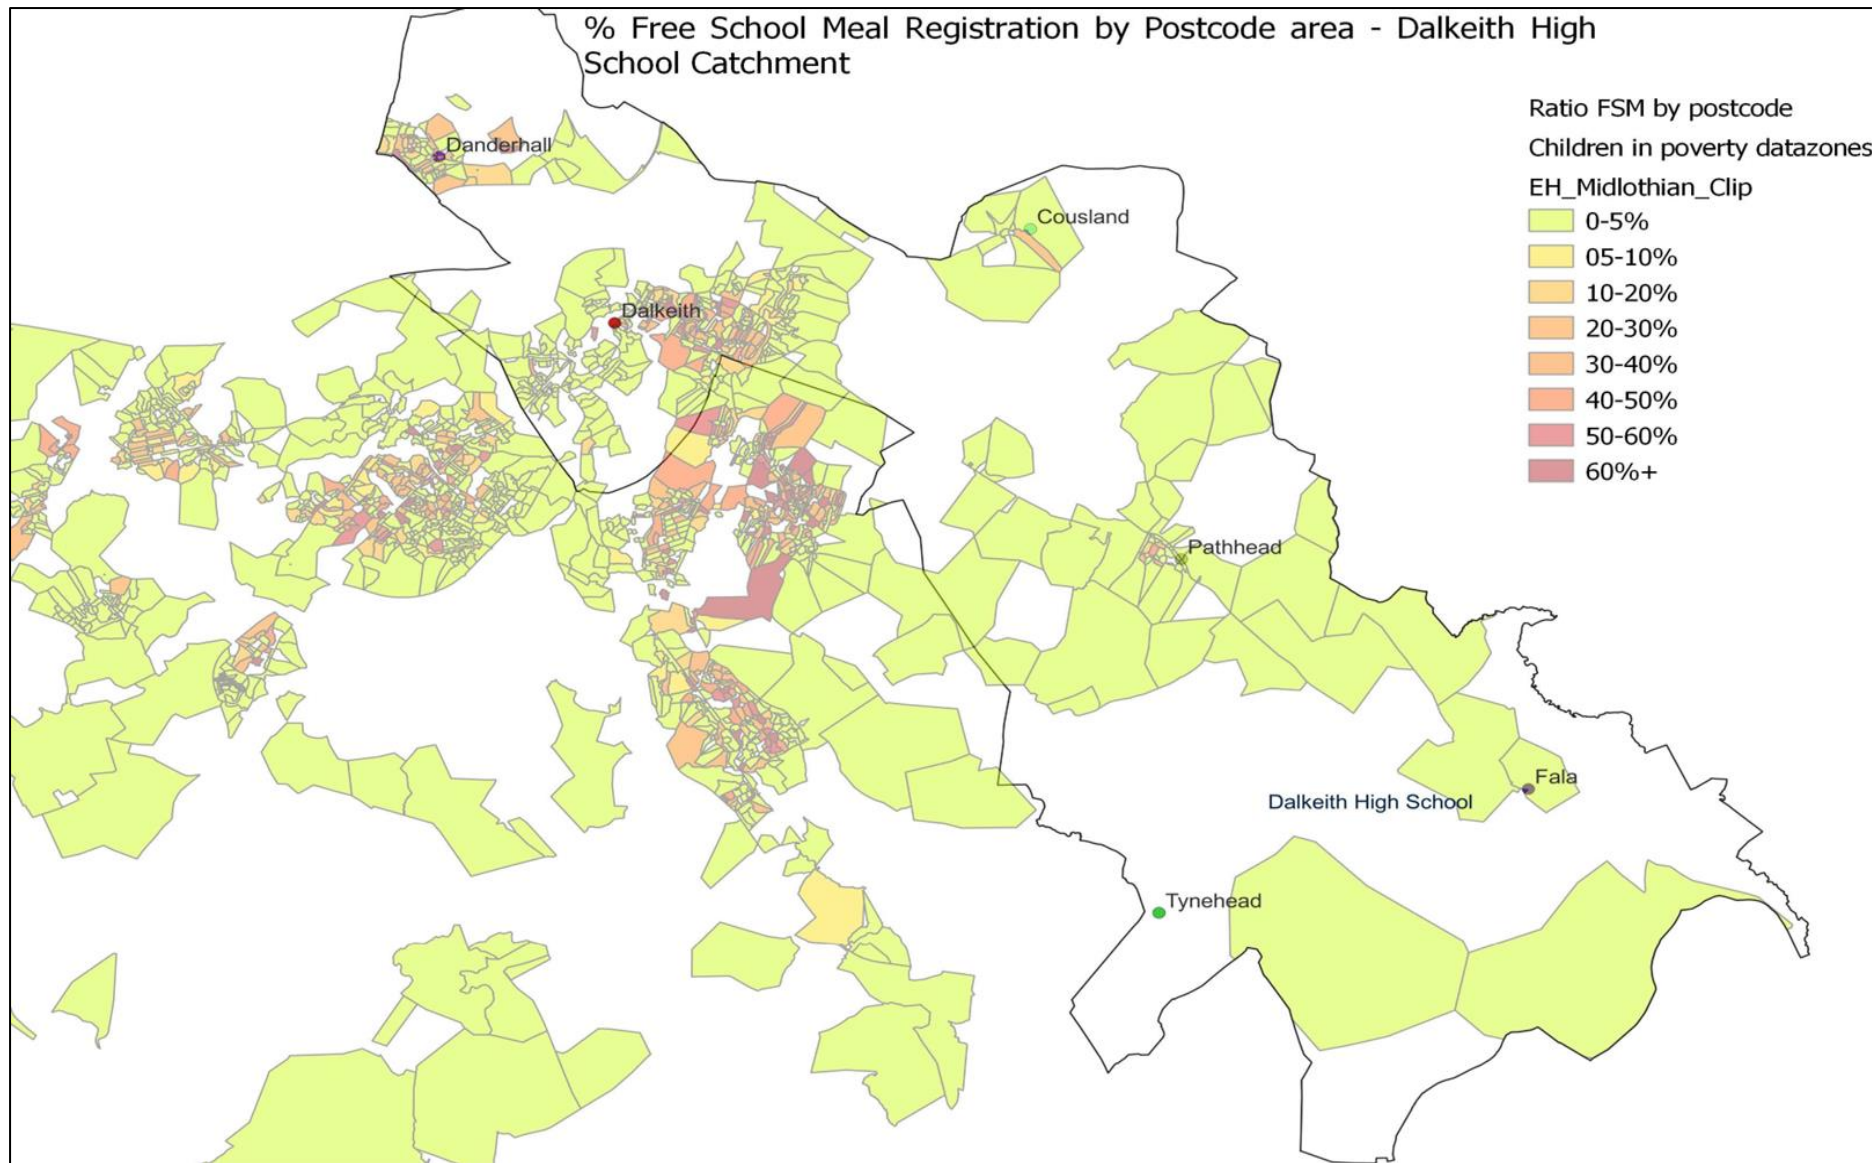 % Free School Meal Registration by Postcode area - Dalkeith High
School Catchment
Ratio FSM by postcode
Children in poverty datazones
EH_Midlothian_Clip
0-5%
05-10%
10-20%
20-30%
30-40%
40-50%
50-60%
60%+
Danderhall
Cousland
Dalkeith
Pathhead
Fala
Dalkeith High School
Tynehead